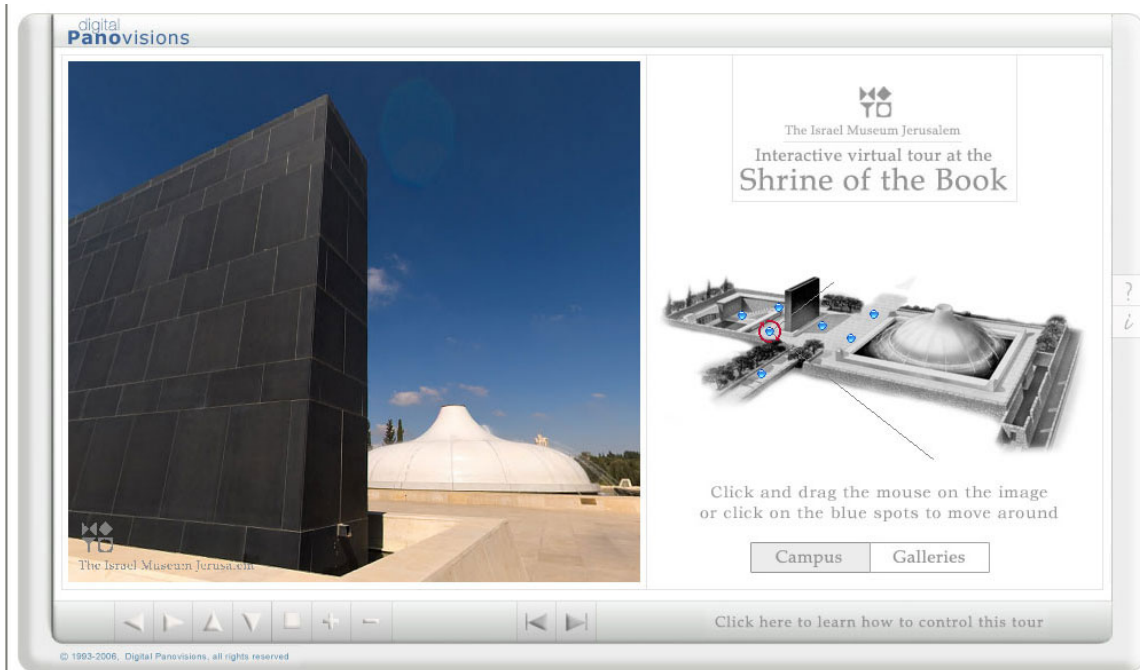 digital
Panovisions
The Israel Museum Jerusalem
The Israel Museum Jerusalem
Interactive virtual tour at the
Shrine of the Book
?
i
Click and drag the mouse on the image
or click on the blue spots to move around
Campus
Galleries
Click here to learn how to control this tour
© 1993-2006, Digital Panovisions, all rights reserved